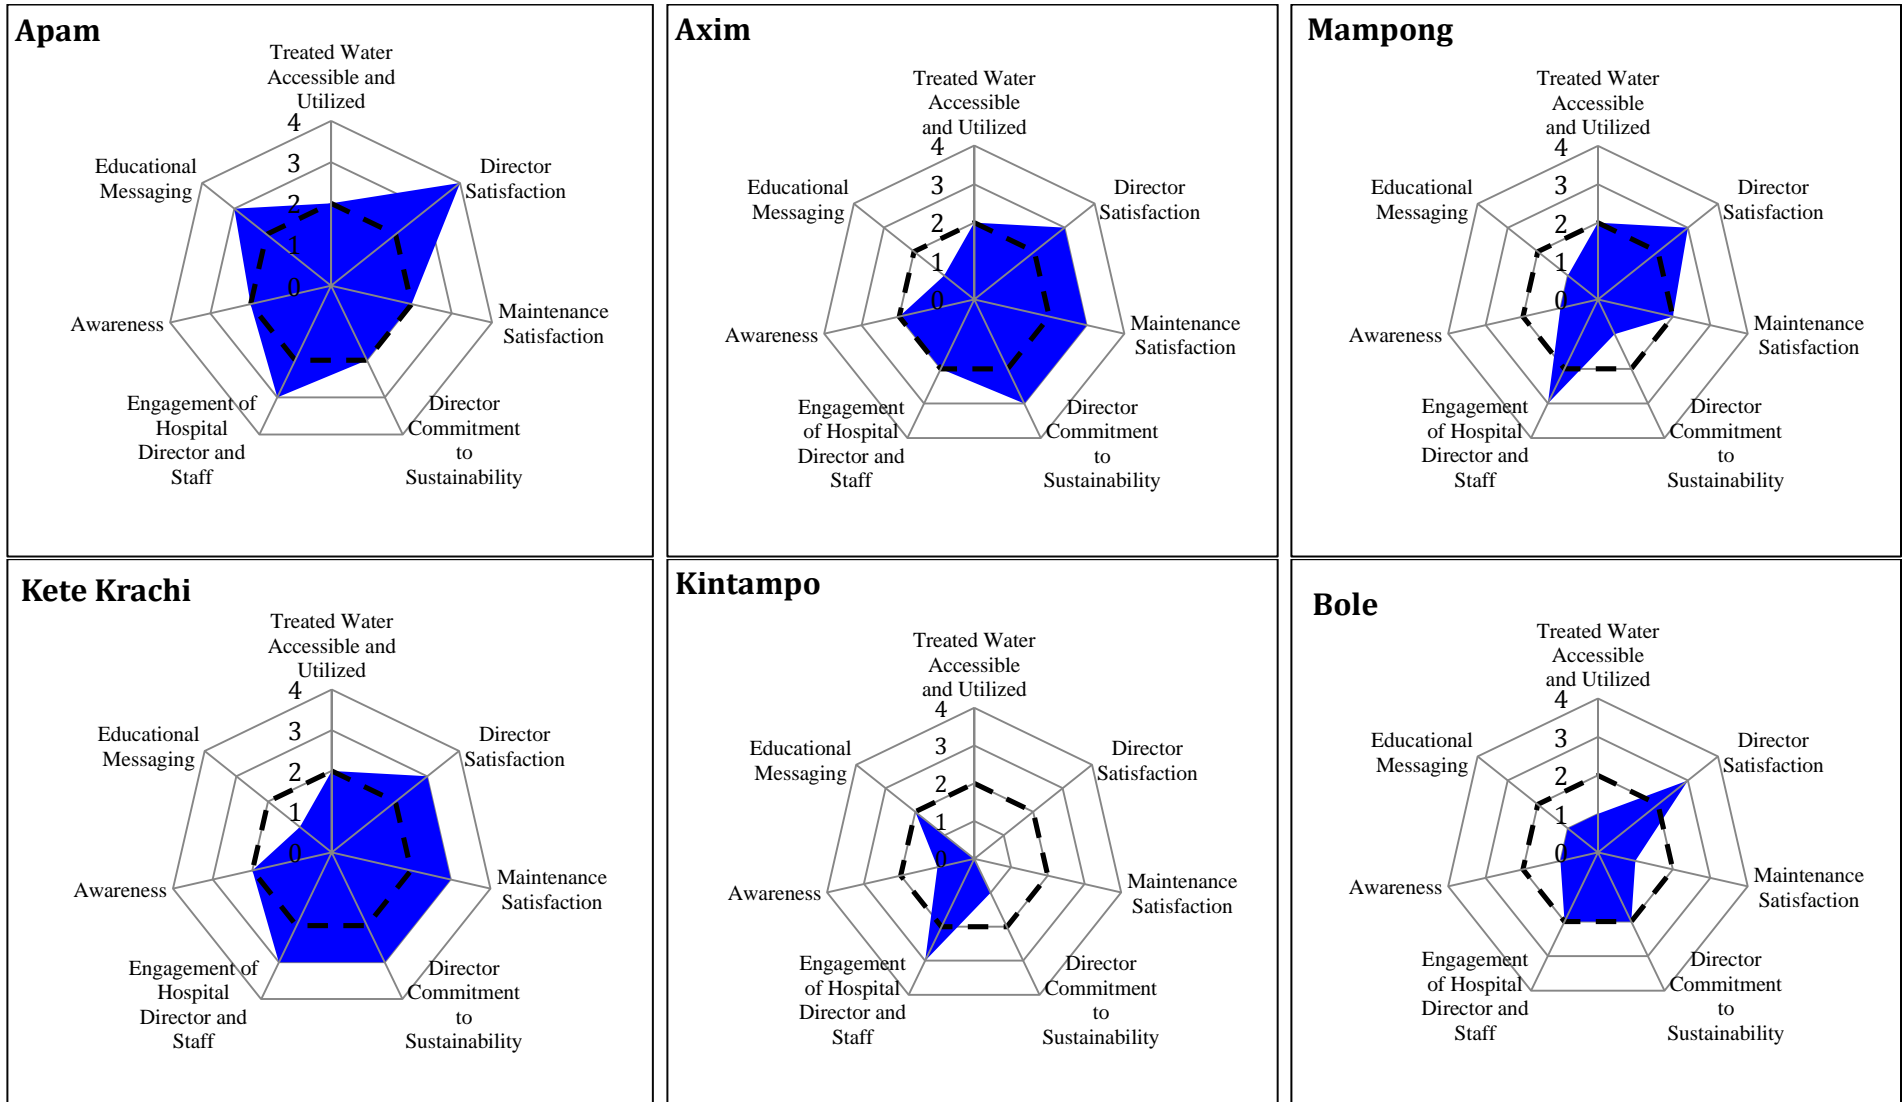 Apam
Treated Water
Accessible and
Utilized
4
3
2
1
0
Director
Satisfaction
Maintenance
Satisfaction
Director
Commitment
to
Sustainability
Engagement of
Hospital
Director and
Staff
Awareness
Educational
Messaging
Axim
Treated Water
Accessible
and Utilized
4
3
2
1
0
Director
Satisfaction
Maintenance
Satisfaction
Director
Commitment
to
Sustainability
Engagement
of Hospital
Director and
Staff
Awareness
Educational
Messaging
Mampong
Treated Water
Accessible
and Utilized
4
3
2
1
0
Director
Satisfaction
Maintenance
Satisfaction
Director
Commitment
to
Sustainability
Engagement
of Hospital
Director and
Staff
Awareness
Educational
Messaging
Kete Krachi
Treated Water
Accessible and
Utilized
4
3
2
1
0
Director
Satisfaction
Maintenance
Satisfaction
Director
Commitment
to
Sustainability
Engagement of
Hospital
Director and
Staff
Awareness
Educational
Messaging
Kintampo
Treated Water
Accessible
and Utilized
4
3
2
1
0
Director
Satisfaction
Maintenance
Satisfaction
Director
Commitment
to
Sustainability
Engagement
of Hospital
Director and
Staff
Awareness
Educational
Messaging
Bole
Treated Water
Accessible
and Utilized
4
3
2
1
0
Director
Satisfaction
Maintenance
Satisfaction
Director
Commitment
to
Sustainability
Engagement
of Hospital
Director and
Staff
Awareness
Educational
Messaging